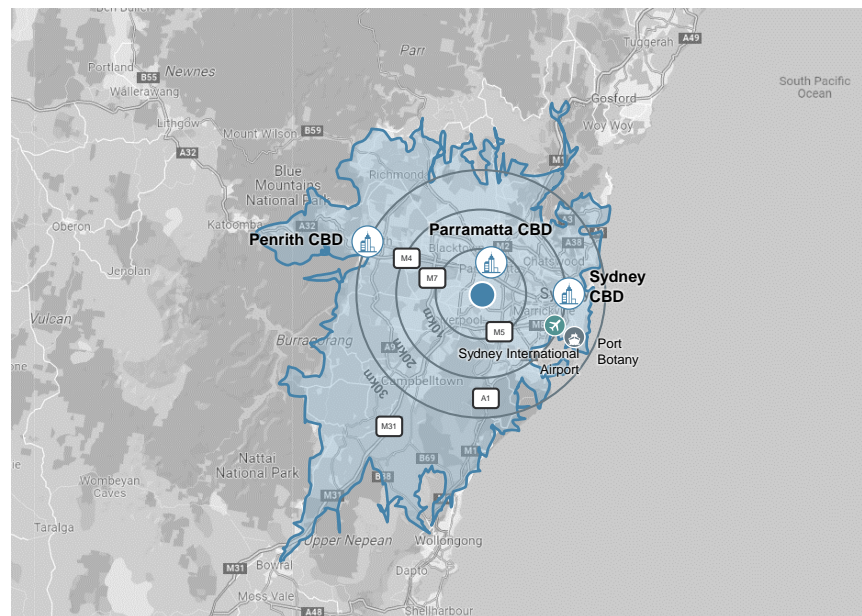 Tuggerah
A49
Parr
Portland
Newnes
B55
Wallerawang
South Pacific
Ocean
Gosford
Lithgow
Mount Wilson
B59
Woy Woy
A32
M1
Blue
Mountains
National Park
Richmond
Katoomba
A32
A3
Oberon
Penrith CBD
Parramatta CBD
A38
M4
Blacktown
M2
Chatswood
Jenolan
M7
Sydney
CBD
Marrickville
Vulcan
10km
M5
Port
Botany
Burragorang
20km
Sydney International
Airport
30km
Campbelltown
A1
M31
Nattai
National Park
B69
M1
B88
Wombeyan
Caves
M31
Taralga
Upper Nepean
Wollongong
M31
Bowral
Dapto
Moss Vale
A48
Shellharbour